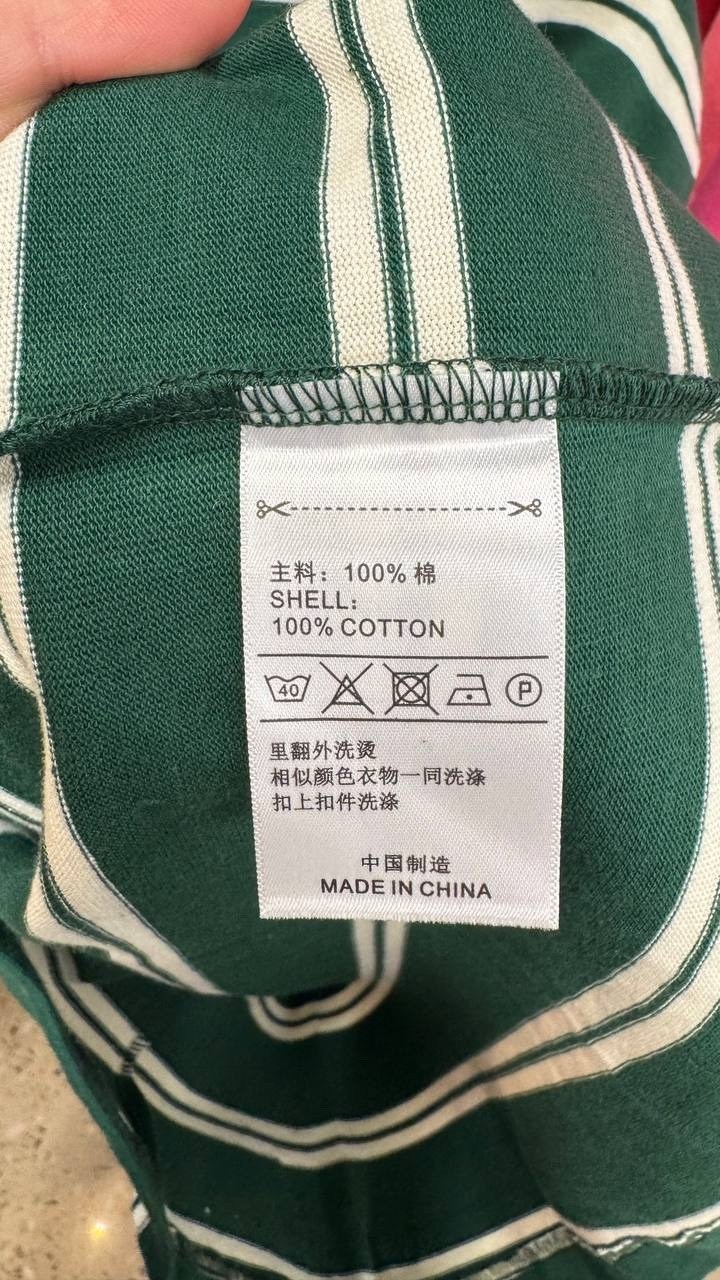 主料：100% 棉
SHELL：
100% COTTON
40 P
里翻外洗烫
相似颜色衣物一同洗涤
扣上扣件洗涤
中国制造
MADE IN CHINA